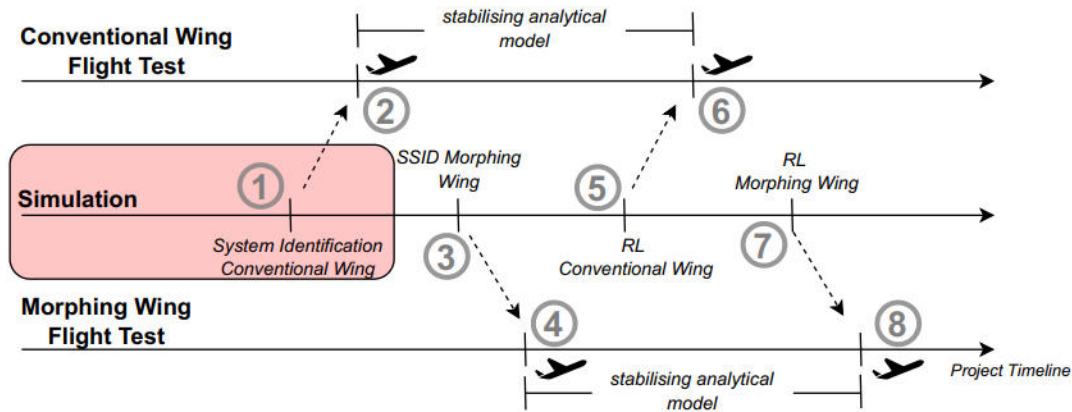 stabilising analytical
model
Conventional Wing
Flight Test
2
6
SSID Morphing
Wing
RL
Morphing Wing
1
5
Simulation
System Identification
Conventional Wing
3
RL
Conventional Wing
7
Morphing Wing
Flight Test
4
8
Project Timeline
stabilising analytical
model